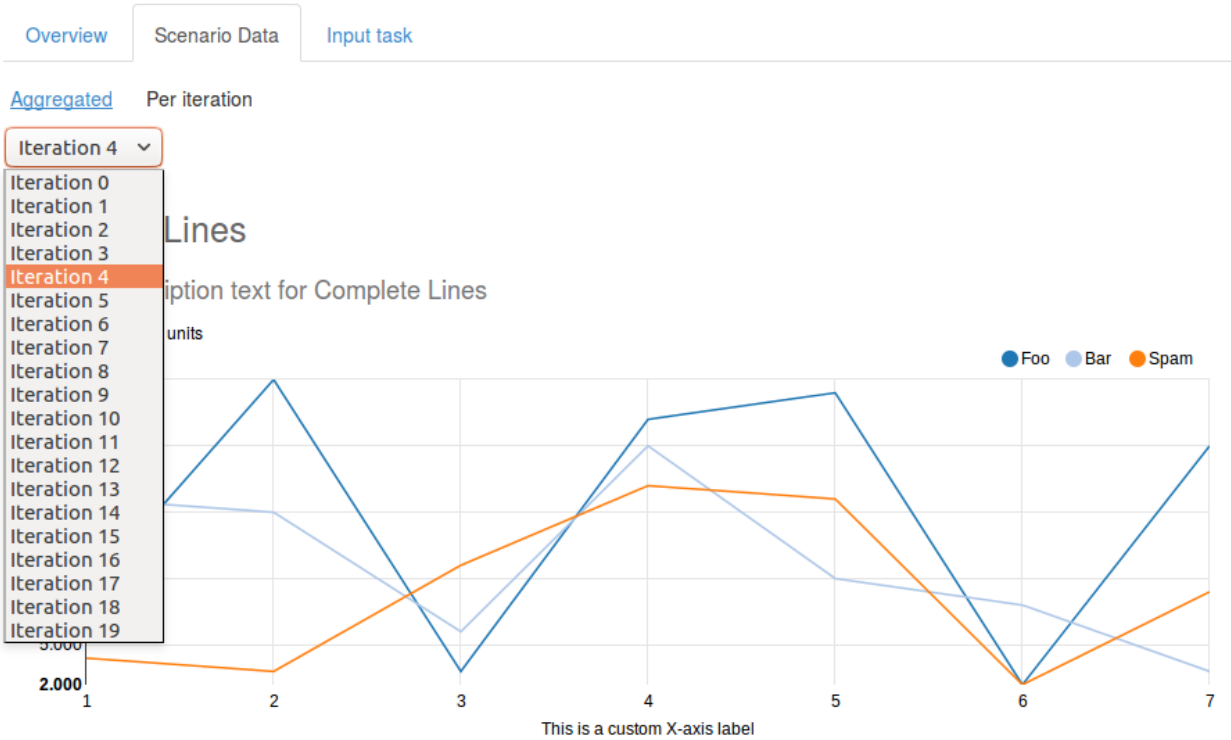 Overview Scenario Data Input task
Aggregated Per iteration
Iteration 4
Iteration 0
Iteration 1
Iteration 2
Iteration 3
Iteration 4
Iteration 5
Iteration 6
Iteration 7
Iteration 8
Iteration 9
Iteration 10
Iteration 11
Iteration 12
Iteration 13
Iteration 14
Iteration 15
Iteration 16
Iteration 17
Iteration 18
Iteration 19
Lines
iption text for Complete Lines
units
Foo Bar Spam
5.000
2.000
1 2 3 4 5 6 7
This is a custom X-axis label